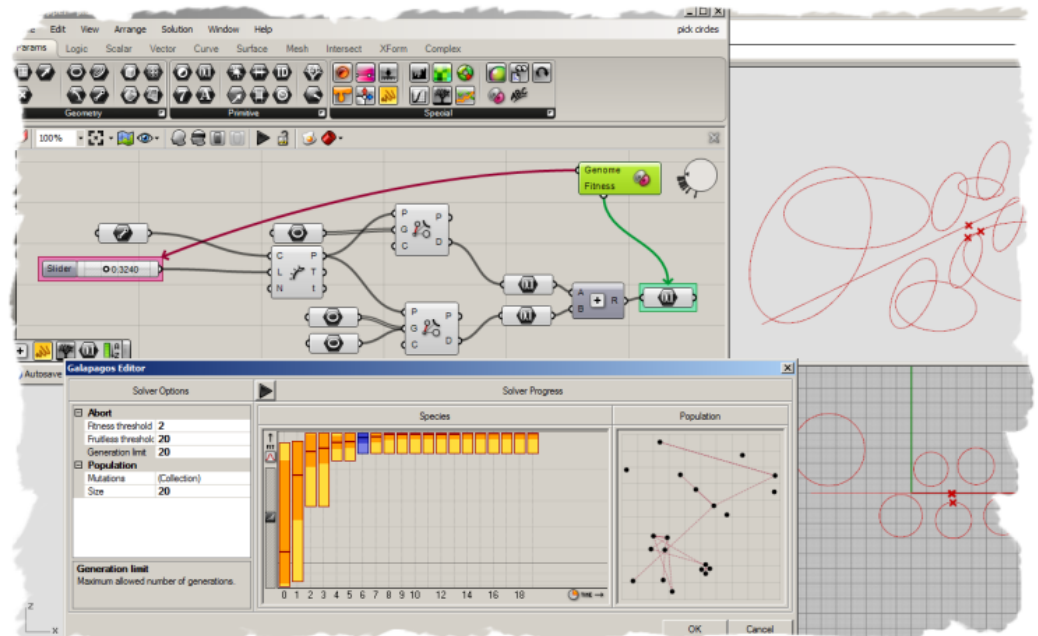 Edit View Arrange Solution Window Help
pick circles
Params Logic Scalar Vector Curve Surface Mesh Intersect XForm Complex
Geometry Primitive Special
100%
Genome
Fitness
Slider 0.3240
C P
L T
N t
P P
G
C D
P P
G
C D
A R
B
Autosave
Galapagos Editor
Solver Options
Solver Progress
Abort
Fitness threshold 2
Fruitless threshold 20
Generation limit 20
Population
Mutations (Collection)
Size 20
Generation limit
Maximum allowed number of generations.
Species
Population
0 1 2 3 4 5 6 7 8 9 10 12 14 16 18
TIME
OK Cancel
z
x